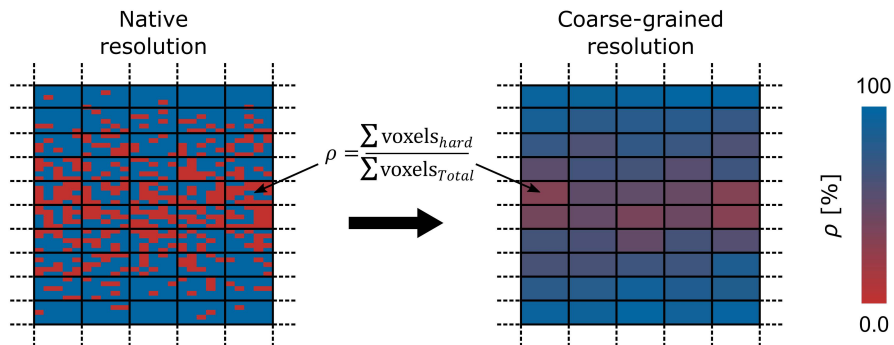 Native
resolution
Coarse-grained
resolution
ρ = ∑ voxels_hard / ∑ voxels_Total
100
ρ [%]
0.0